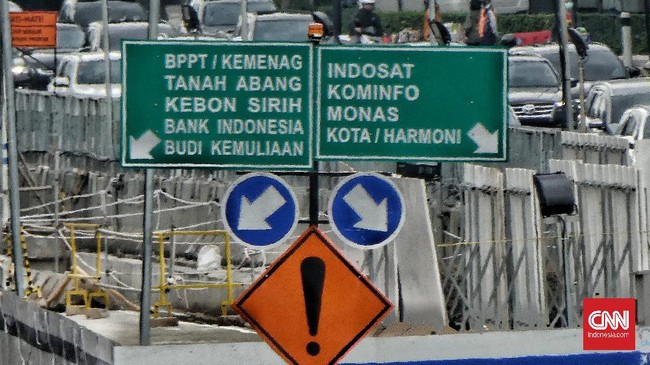 BPPT / KEMENAG
TANAH ABANG
KEBON SIRIH
BANK INDONESIA
BUDI KEMULIAAN
INDOSAT
KOMINFO
MONAS
KOTA / HARMONI
!
CNN
Indonesia.com